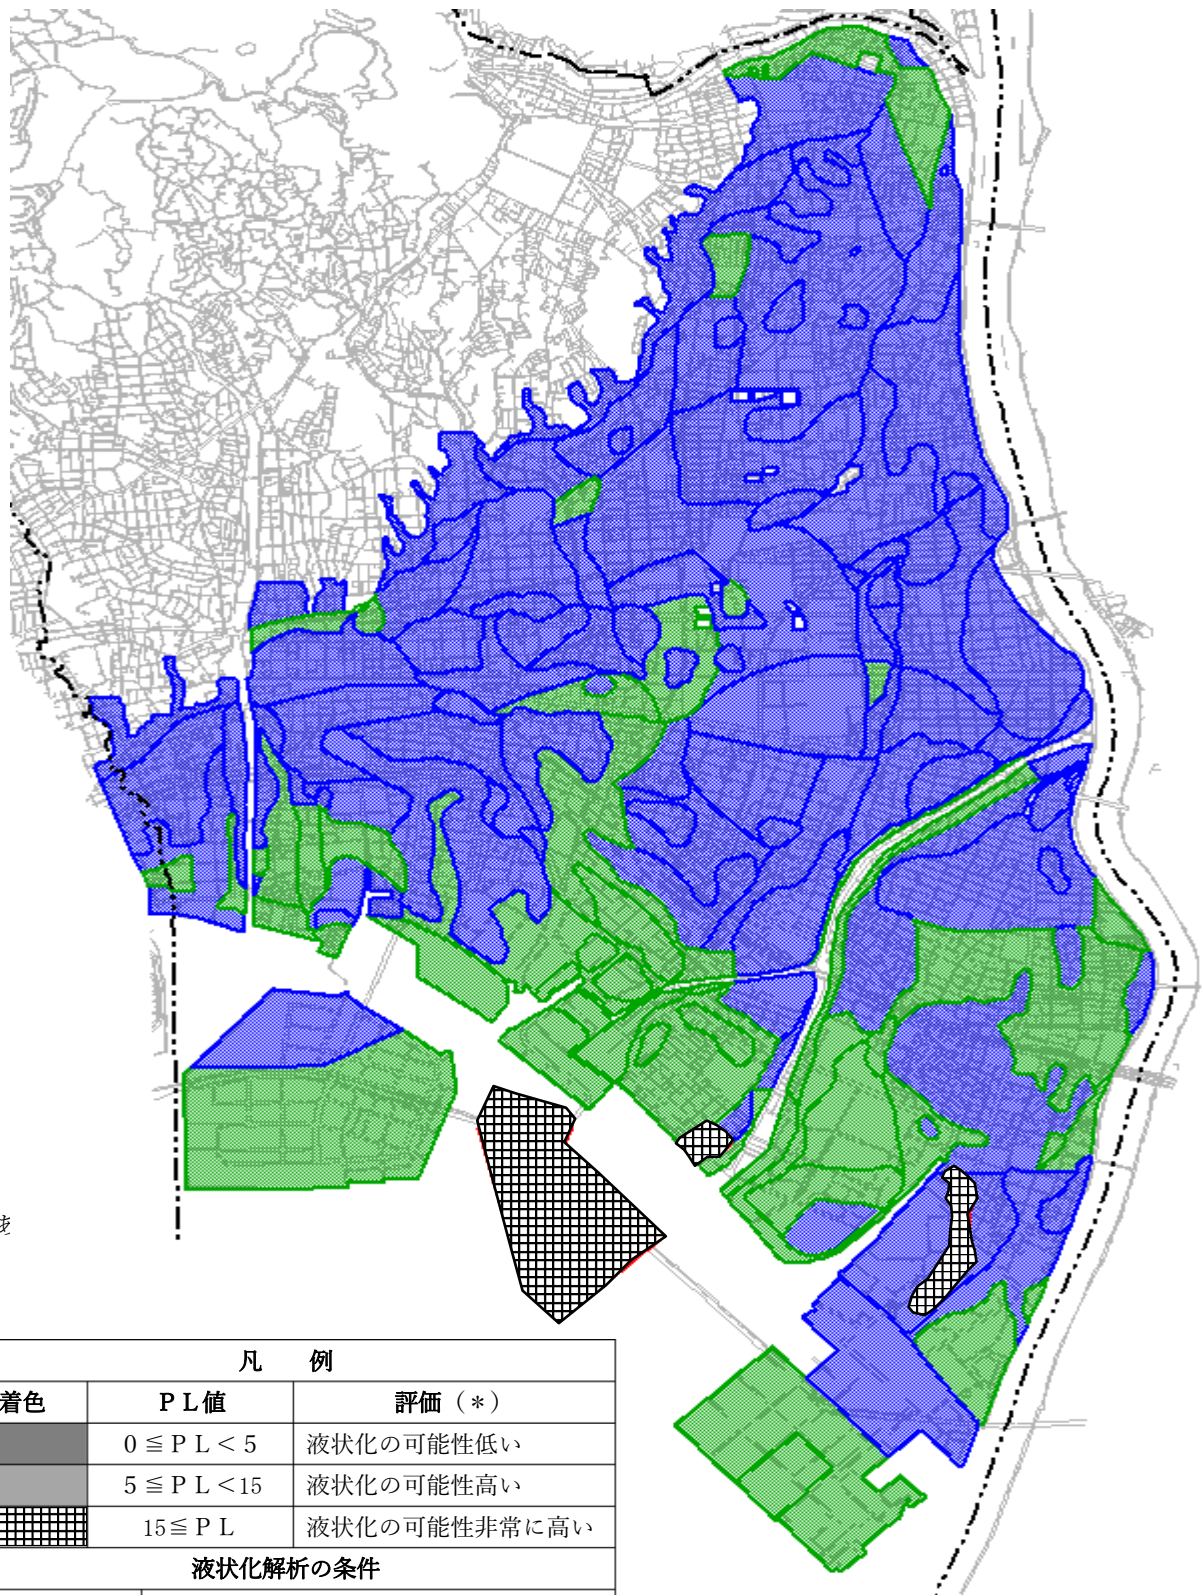 凡　例
着色　ＰＬ値　評価（*）
0≦ＰＬ＜5　液状化の可能性低い
5≦ＰＬ＜15　液状化の可能性高い
15≦ＰＬ　液状化の可能性非常に高い
液状化解析の条件